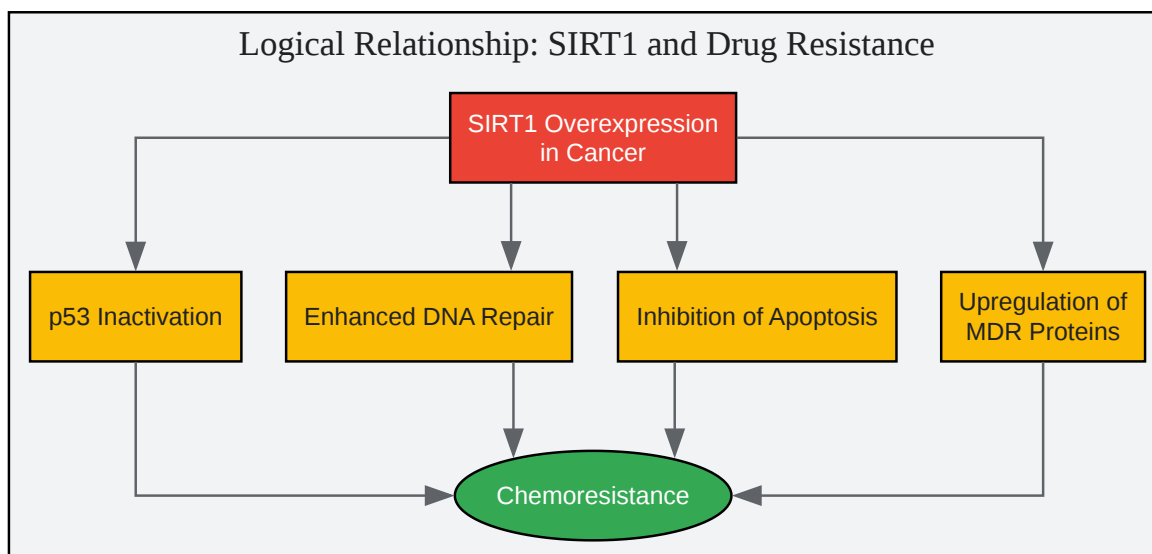 Logical Relationship: SIRT1 and Drug Resistance
SIRT1 Overexpression
in Cancer
p53 Inactivation
Enhanced DNA Repair
Inhibition of Apoptosis
Upregulation of
MDR Proteins
Chemoresistance